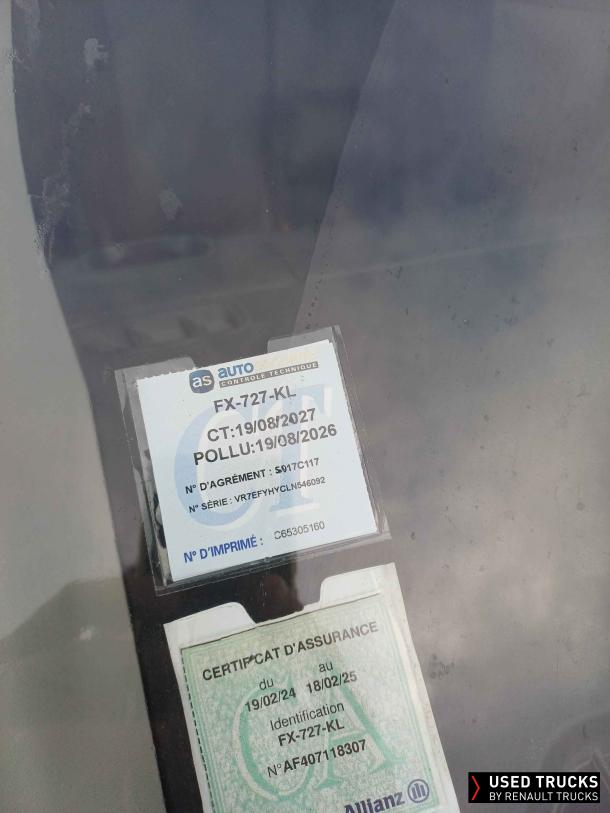 as AUTO
CONTROLE TECHNIQUE
FX-727-KL
CT:19/08/2027
POLLU:19/08/2026
N° D'AGRÉMENT : S017C117
N° SÉRIE : VR7EFYHYCLN546092
N° D'IMPRIMÉ : C65305160
CT
CERTIFICAT D'ASSURANCE
du au
19/02/24 18/02/25
Identification
FX-727-KL
N° AF407118307
CA
Allianz
USED TRUCKS
BY RENAULT TRUCKS